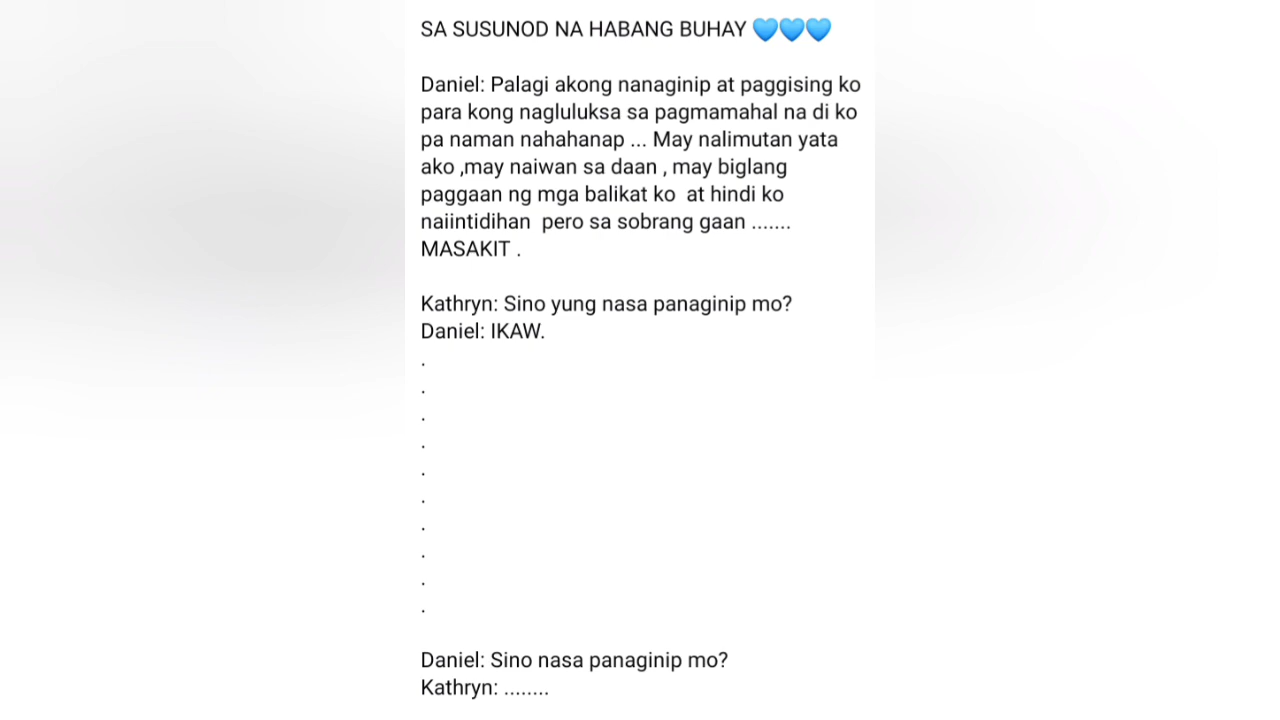 SA SUSUNOD NA HABANG BUHAY 💙💙💙
Daniel: Palagi akong nanaginip at paggising ko
para kong nagluluksa sa pagmamahal na di ko
pa naman nahahanap ... May nalimutan yata
ako ,may naiwan sa daan , may biglang
paggaan ng mga balikat ko  at hindi ko
naiintidihan  pero sa sobrang gaan .......
MASAKIT .
Kathryn: Sino yung nasa panaginip mo?
Daniel: IKAW.
.
.
.
.
.
.
.
.
.
.
Daniel: Sino nasa panaginip mo?
Kathryn: ........